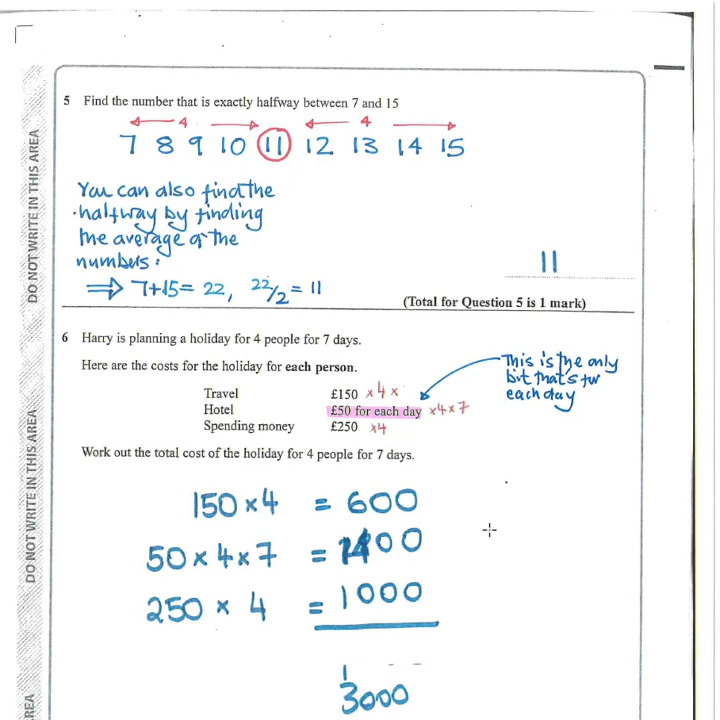 5 Find the number that is exactly halfway between 7 and 15
4 4
7 8 9 10 11 12 13 14 15
You can also find the
halfway by finding
the average of the
numbers:
⇒ 7+15= 22, 22/2 = 11
11
(Total for Question 5 is 1 mark)
6 Harry is planning a holiday for 4 people for 7 days.
Here are the costs for the holiday for each person.
This is the only
bit that's for
each day
Travel £150 ×4 ×
Hotel £50 for each day ×4×7
Spending money £250 ×4
Work out the total cost of the holiday for 4 people for 7 days.
150×4 = 600
50×4×7 = 1400
250 × 4 = 1000
1
3000
DO NOT WRITE IN THIS AREA
DO NOT WRITE IN THIS AREA
AREA